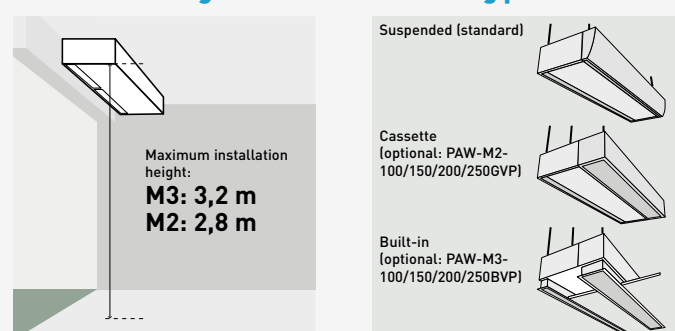 Maximum installation
height:
M3: 3,2 m
M2: 2,8 m
Suspended (standard)
Cassette
(optional: PAW-M2-
100/150/200/250GVP)
Built-in
(optional: PAW-M3-
100/150/200/250BVP)